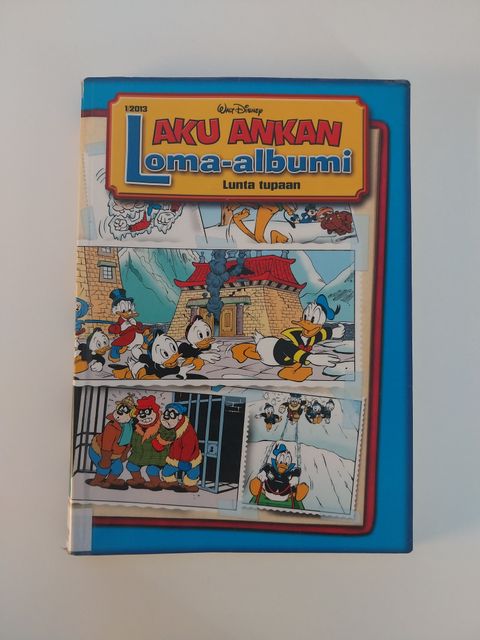 1/2013
Walt Disney
AKU ANKAN
Loma-albumi
Lunta tupaan